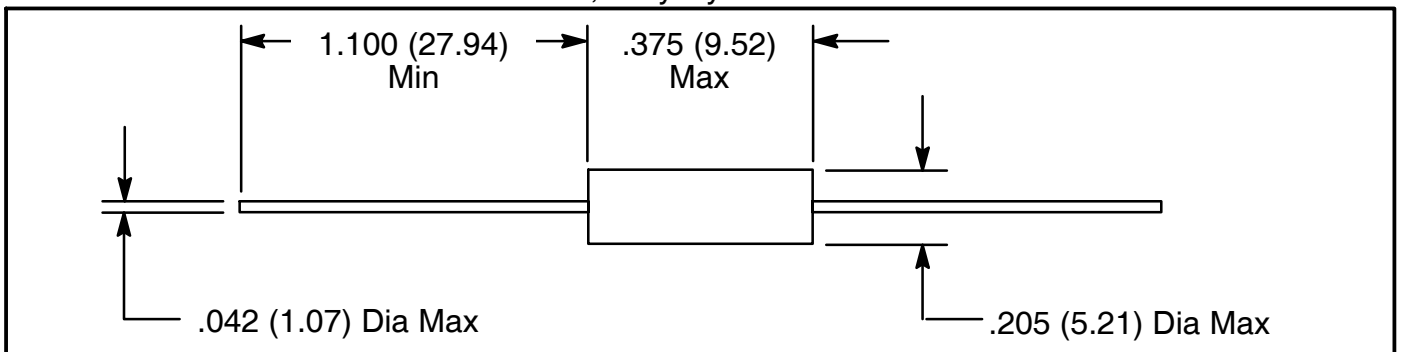 1.100 (27.94)
Min
.375 (9.52)
Max
.042 (1.07) Dia Max
.205 (5.21) Dia Max